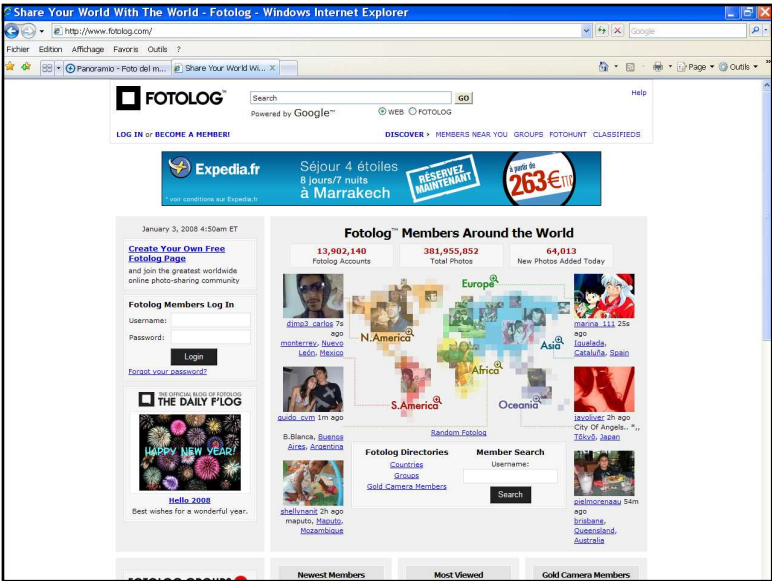 Share Your World With The World - Fotolog - Windows Internet Explorer
http://www.fotolog.com/
Google
Fichier Edition Affichage Favoris Outils ?
Panoramio - Foto del m...
Share Your World Wi...
Page
Outils
FOTOLOG™
Search
GO
Help
Powered by Google™
WEB
FOTOLOG
LOG IN or BECOME A MEMBER!
DISCOVER > MEMBERS NEAR YOU GROUPS FOTOHUNT CLASSIFIEDS
Expedia.fr
* voir conditions sur Expedia.fr
Séjour 4 étoiles
8 jours/7 nuits
à Marrakech
RÉSERVEZ
MAINTENANT
à partir de
263€TTC
January 3, 2008 4:50am ET
Create Your Own Free
Fotolog Page
and join the greatest worldwide
online photo-sharing community
Fotolog Members Log In
Username:
Password:
Login
Forgot your password?
THE OFFICIAL BLOG OF FOTOLOG
THE DAILY F'LOG
HAPPY NEW YEAR!
Hello 2008
Best wishes for a wonderful year.
Fotolog™ Members Around the World
13,902,140
Fotolog Accounts
381,955,852
Total Photos
64,013
New Photos Added Today
dimp3_carlos 7s
ago
monterrey, Nuevo
León, Mexico
guido_cvm 1m ago
B.Blanca, Buenos
Aires, Argentina
shellynanit 2h ago
maputo, Maputo,
Mozambique
N.America
Europe
Asia
Africa
S.America
Oceania
marina_111 25s
ago
Igualada,
Cataluña, Spain
javoliver 2h ago
City Of Angels.. *,,
Tôkyô, Japan
pielmorenaau 54m
ago
brisbane,
Queensland,
Australia
Random Fotolog
Fotolog Directories
Countries
Groups
Gold Camera Members
Member Search
Username:
Search
FOTOLOG GROUPS
Newest Members
Most Viewed
Gold Camera Members